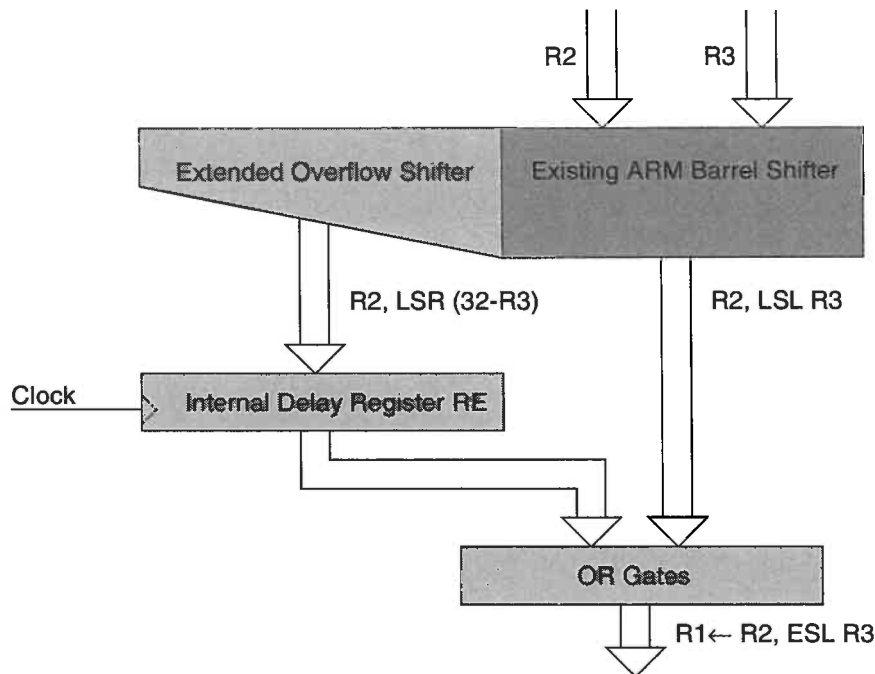 R2
R3
Extended Overflow Shifter
Existing ARM Barrel Shifter
R2, LSR (32-R3)
R2, LSL R3
Clock
Internal Delay Register RE
OR Gates
R1← R2, ESL R3